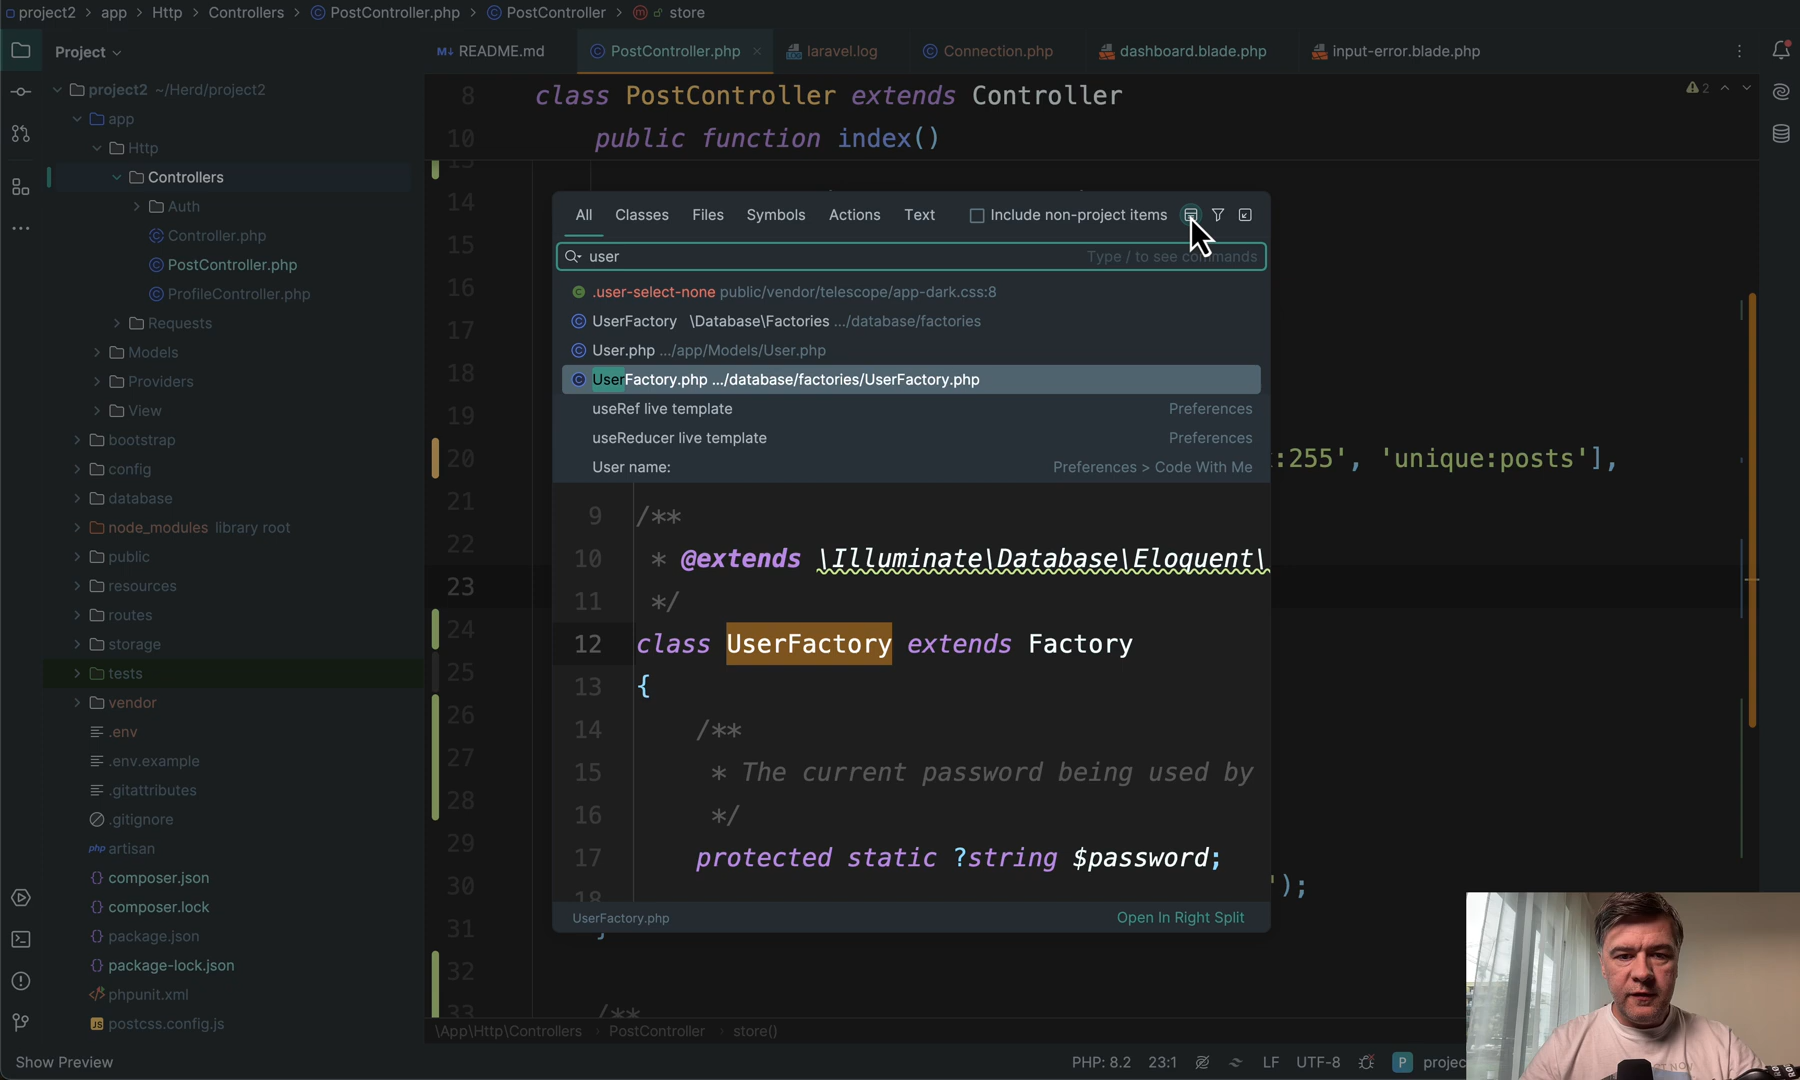 project2 > app > Http > Controllers > PostController.php > PostController > store
Project
README.md
PostController.php
laravel.log
Connection.php
dashboard.blade.php
input-error.blade.php
project2 ~/Herd/project2
app
Http
Controllers
Auth
Controller.php
PostController.php
ProfileController.php
Requests
Models
Providers
View
bootstrap
config
database
node_modules library root
public
resources
routes
storage
tests
vendor
.env
.env.example
.gitattributes
.gitignore
php artisan
composer.json
composer.lock
package.json
package-lock.json
phpunit.xml
postcss.config.js
8 class PostController extends Controller
2
10 public function index()
14
15
16
17
18
19
20 :255', 'unique:posts'],
21
22
23
24
25
26
27
28
29
30 ');
31
32
33 /**
All Classes Files Symbols Actions Text Include non-project items
user Type / to see commands
.user-select-none public/vendor/telescope/app-dark.css:8
UserFactory \Database\Factories .../database/factories
User.php .../app/Models/User.php
UserFactory.php .../database/factories/UserFactory.php
useRef live template Preferences
useReducer live template Preferences
User name: Preferences > Code With Me
9 /**
10 * @extends \Illuminate\Database\Eloquent\
11 */
12 class UserFactory extends Factory
13 {
14 /**
15 * The current password being used by
16 */
17 protected static ?string $password;
18
UserFactory.php Open In Right Split
\App\Http\Controllers > PostController > store()
Show Preview
PHP: 8.2 23:1 LF UTF-8 P projec